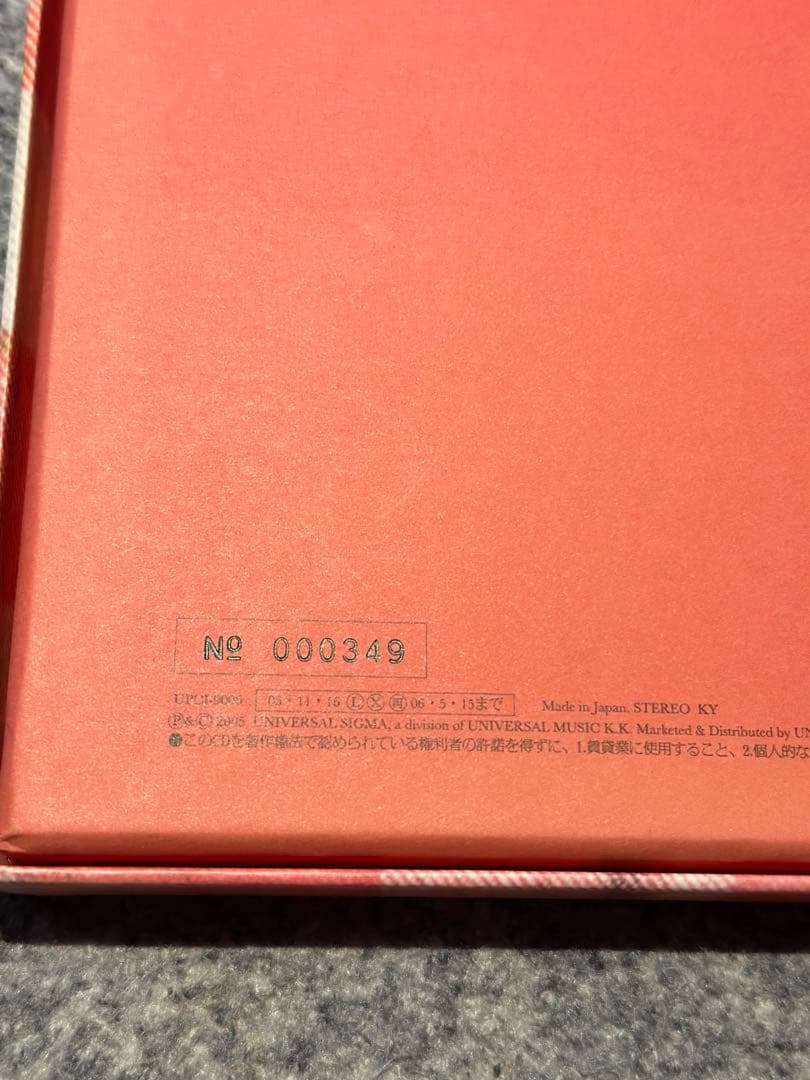 Nº 000349
UPCI-9006 05・11・16 Ⓛ Ⓧ ㊢ 06・5・15まで Made in Japan. STEREO KY
Ⓟ&Ⓒ 2005 UNIVERSAL SIGMA, a division of UNIVERSAL MUSIC K.K. Marketed & Distributed by UN
このCDを著作権法で認められている権利者の許諾を得ずに、1.賃貸業に使用すること、2.個人的な